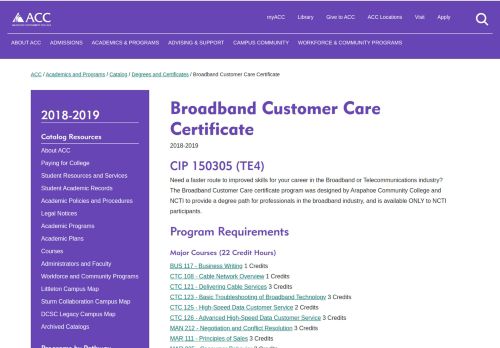 myACC Library Give to ACC ACC Locations Visit Apply
ACC
ABOUT ACC ADMISSIONS ACADEMICS & PROGRAMS ADVISING & SUPPORT CAMPUS COMMUNITY WORKFORCE & COMMUNITY PROGRAMS
ACC / Academics and Programs / Catalog / Degrees and Certificates / Broadband Customer Care Certificate
2018-2019
Catalog Resources
About ACC
Paying for College
Student Resources and Services
Student Academic Records
Academic Policies and Procedures
Legal Notices
Academic Programs
Academic Plans
Courses
Administrators and Faculty
Workforce and Community Programs
Littleton Campus Map
Sturm Collaboration Campus Map
DCSC Legacy Campus Map
Archived Catalogs
Broadband Customer Care
Certificate
2018-2019
CIP 150305 (TE4)
Need a faster route to improved skills for your career in the Broadband or Telecommunications industry?
The Broadband Customer Care certificate program was designed by Arapahoe Community College and
NCTI to provide a degree path for professionals in the broadband industry, and is available ONLY to NCTI
participants.
Program Requirements
Major Courses (22 Credit Hours)
BUS 117 - Business Writing 1 Credits
CTC 108 - Cable Network Overview 1 Credits
CTC 121 - Delivering Cable Services 3 Credits
CTC 123 - Basic Troubleshooting of Broadband Technology 3 Credits
CTC 125 - High-Speed Data Customer Service 2 Credits
CTC 126 - Advanced High-Speed Data Customer Service 3 Credits
MAN 212 - Negotiation and Conflict Resolution 3 Credits
MAR 111 - Principles of Sales 3 Credits